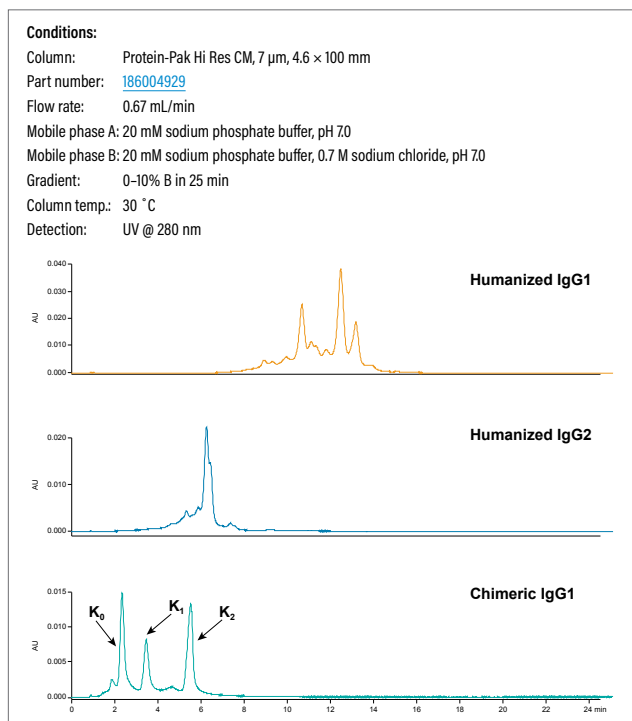 Conditions:
Column: Protein-Pak Hi Res CM, 7 µm, 4.6 × 100 mm
Part number: 186004929
Flow rate: 0.67 mL/min
Mobile phase A: 20 mM sodium phosphate buffer, pH 7.0
Mobile phase B: 20 mM sodium phosphate buffer, 0.7 M sodium chloride, pH 7.0
Gradient: 0–10% B in 25 min
Column temp.: 30 ˚C
Detection: UV @ 280 nm
Humanized IgG1
0.040
0.030
0.020
0.010
0.000
AU
Humanized IgG2
0.020
0.010
0.000
AU
Chimeric IgG1
0.015
0.010
0.005
0.000
AU
K₀
K₁
K₂
0 2 4 6 8 10 12 14 16 18 20 22 24 min